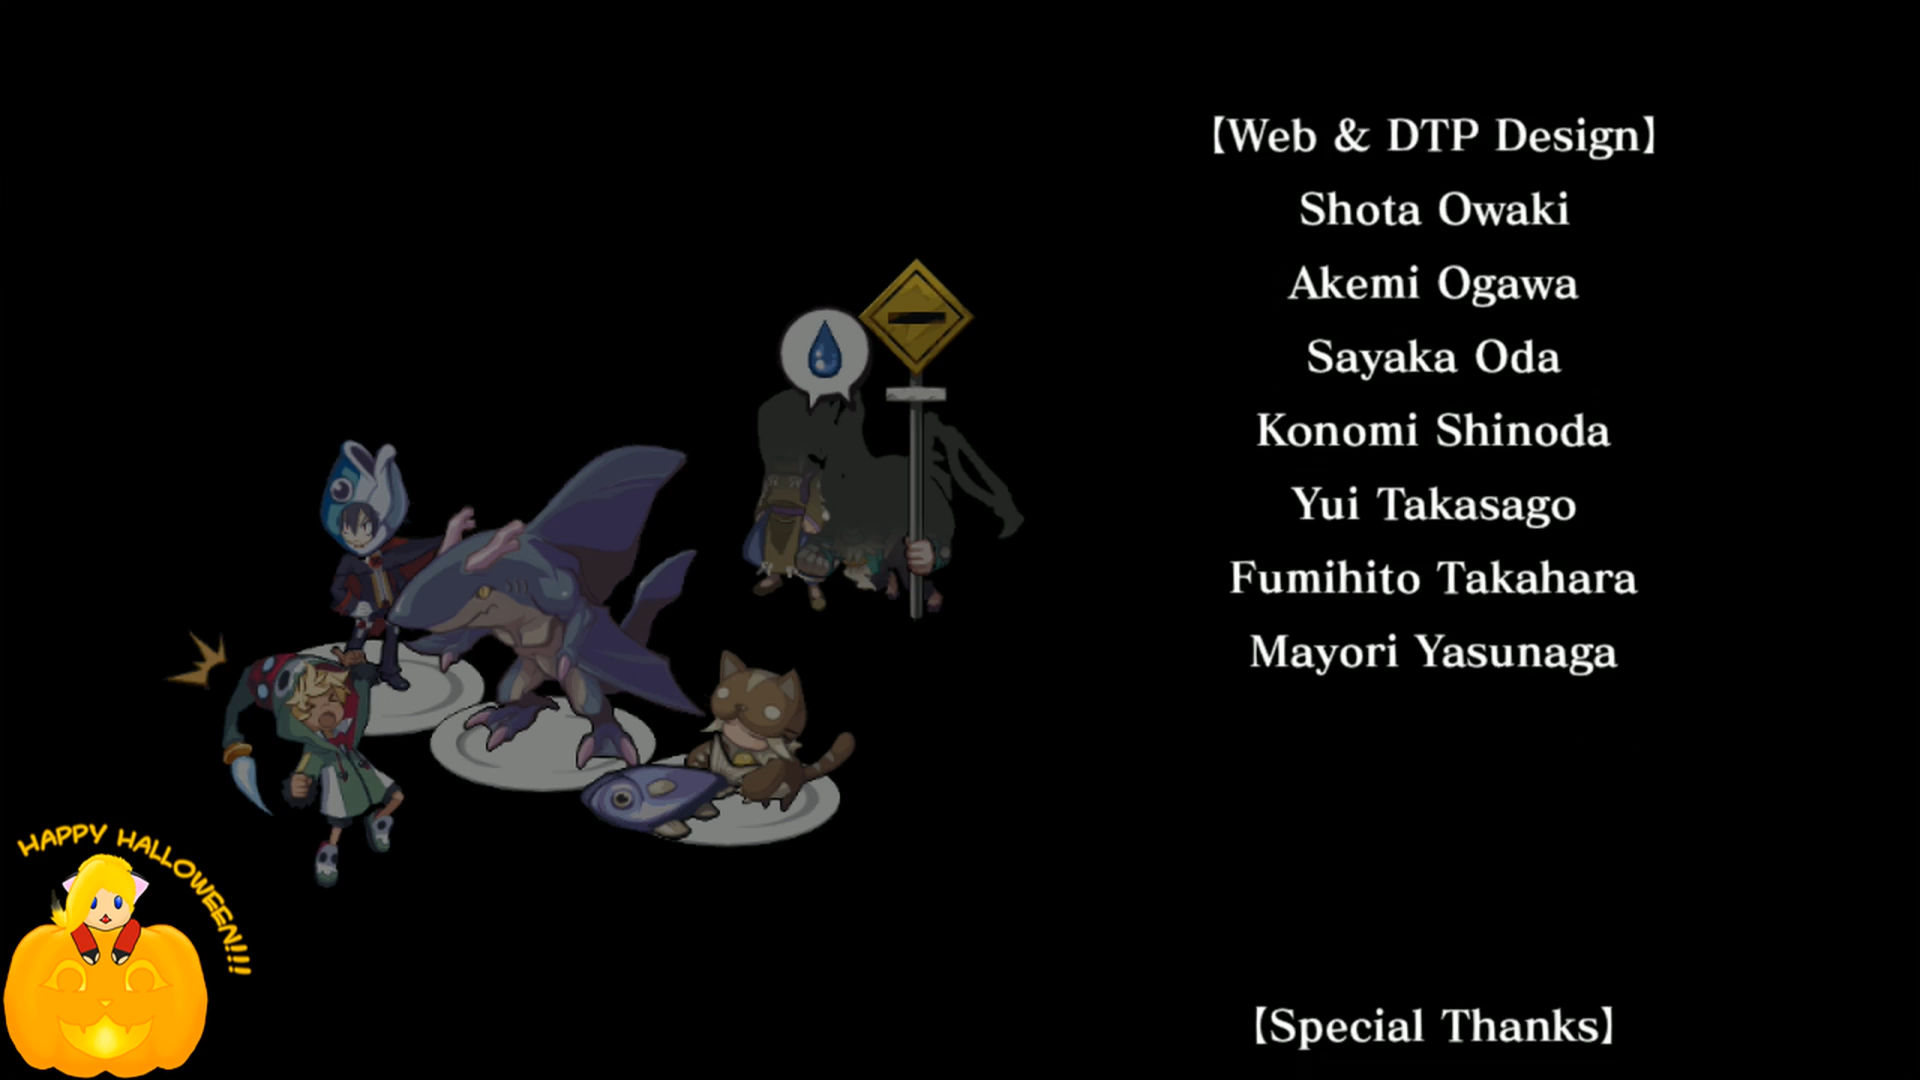 【Web & DTP Design】
Shota Owaki
Akemi Ogawa
Sayaka Oda
Konomi Shinoda
Yui Takasago
Fumihito Takahara
Mayori Yasunaga
HAPPY HALLOWEEN!!!
【Special Thanks】